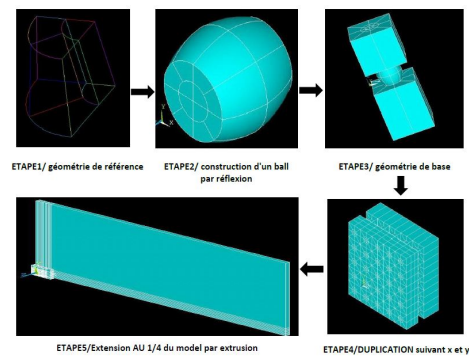 ETAPE1/ géométrie de référence
ETAPE2/ construction d'un ball
par réflexion
ETAPE3/ géométrie de base
ETAPE5/Extension AU 1/4 du model par extrusion
ETAPE4/DUPLICATION suivant x et y